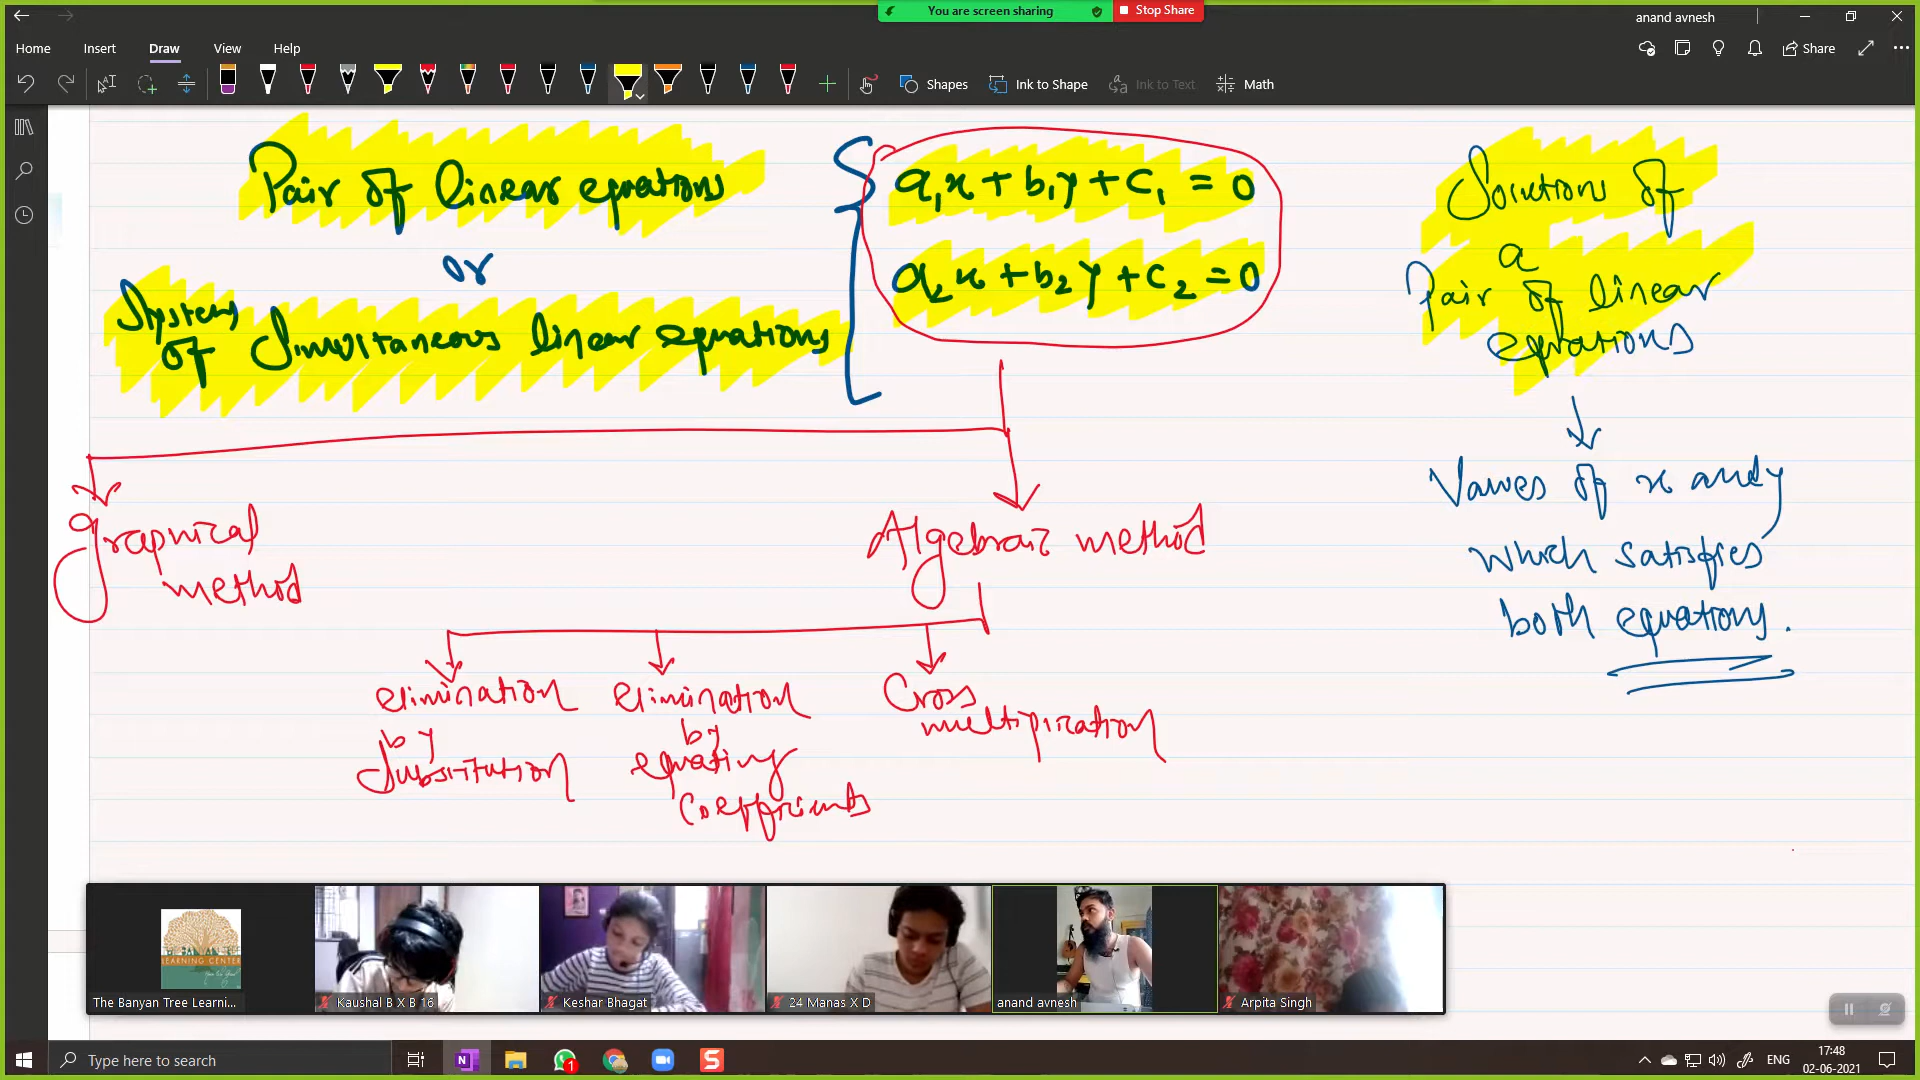 You are screen sharing
Stop Share
anand avnesh
Home Insert Draw View Help
Share
Shapes Ink to Shape Ink to Text Math
Pair of linear equations
or
System of Simultaneous linear equations
a₁x + b₁y + c₁ = 0
a₂x + b₂y + c₂ = 0
Solutions of
a
Pair of linear
equations
Values of x and y
which satisfies
both equations.
graphical
method
Algebraic method
elimination
by
Substitution
elimination
by
equating
coefficients
Cross
multiplication
The Banyan Tree Learni...
LEARNING CENTER
Kaushal B X B 16
Keshar Bhagat
24 Manas X D
anand avnesh
Arpita Singh
Type here to search
N
1
S
ENG
17:48
02-06-2021